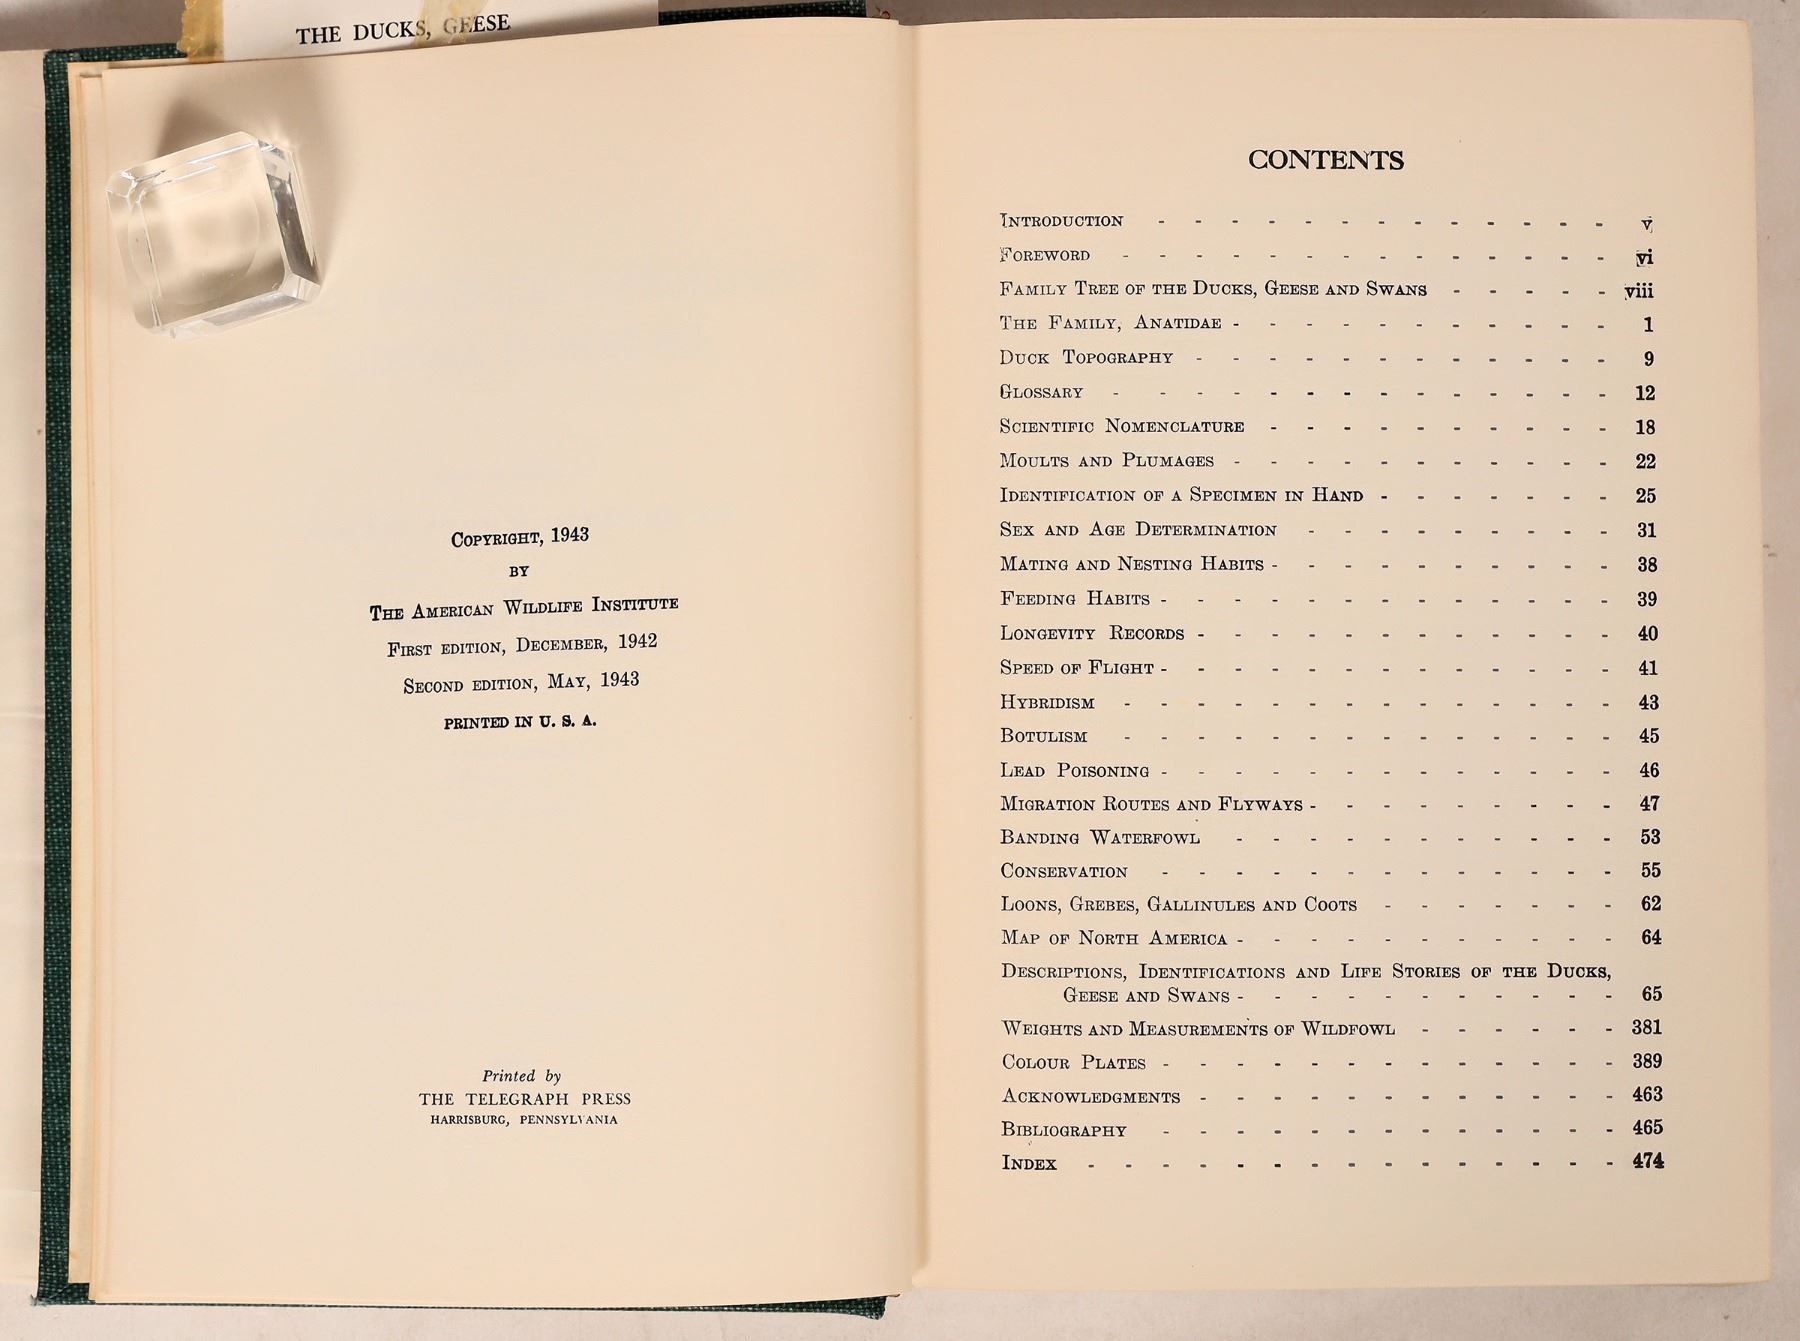 THE DUCKS, GEESE
COPYRIGHT, 1943
BY
THE AMERICAN WILDLIFE INSTITUTE
FIRST EDITION, DECEMBER, 1942
SECOND EDITION, MAY, 1943
PRINTED IN U. S. A.
Printed by
THE TELEGRAPH PRESS
HARRISBURG, PENNSYLVANIA
CONTENTS
INTRODUCTION - - - - - - - - - - - - - v
FOREWORD - - - - - - - - - - - - - - vi
FAMILY TREE OF THE DUCKS, GEESE AND SWANS - - - - - viii
THE FAMILY, ANATIDAE - - - - - - - - - - - 1
DUCK TOPOGRAPHY - - - - - - - - - - - - 9
GLOSSARY - - - - - - - - - - - - - - 12
SCIENTIFIC NOMENCLATURE - - - - - - - - - - 18
MOULTS AND PLUMAGES - - - - - - - - - - - 22
IDENTIFICATION OF A SPECIMEN IN HAND - - - - - - - 25
SEX AND AGE DETERMINATION - - - - - - - - - 31
MATING AND NESTING HABITS - - - - - - - - - - 38
FEEDING HABITS - - - - - - - - - - - - - 39
LONGEVITY RECORDS - - - - - - - - - - - - 40
SPEED OF FLIGHT - - - - - - - - - - - - - 41
HYBRIDISM - - - - - - - - - - - - - - 43
BOTULISM - - - - - - - - - - - - - - 45
LEAD POISONING - - - - - - - - - - - - - 46
MIGRATION ROUTES AND FLYWAYS - - - - - - - - - 47
BANDING WATERFOWL - - - - - - - - - - - 53
CONSERVATION - - - - - - - - - - - - - 55
LOONS, GREBES, GALLINULES AND COOTS - - - - - - - 62
MAP OF NORTH AMERICA - - - - - - - - - - - 64
DESCRIPTIONS, IDENTIFICATIONS AND LIFE STORIES OF THE DUCKS,
GEESE AND SWANS - - - - - - - - - - - 65
WEIGHTS AND MEASUREMENTS OF WILDFOWL - - - - - - 381
COLOUR PLATES - - - - - - - - - - - - - 389
ACKNOWLEDGMENTS - - - - - - - - - - - - 463
BIBLIOGRAPHY - - - - - - - - - - - - - 465
INDEX - - - - - - - - - - - - - - - 474